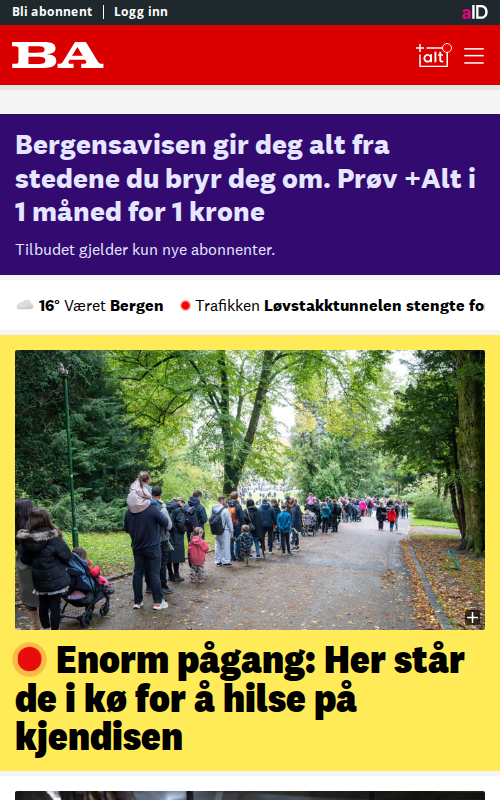 Bli abonnent | Logg inn
aID
BA
+alt
Bergensavisen gir deg alt fra
stedene du bryr deg om. Prøv +Alt i
1 måned for 1 krone
Tilbudet gjelder kun nye abonnenter.
16° Været Bergen
Trafikken Løvstakktunnelen stengte
Enorm pågang: Her står
de i kø for å hilse på
kjendisen